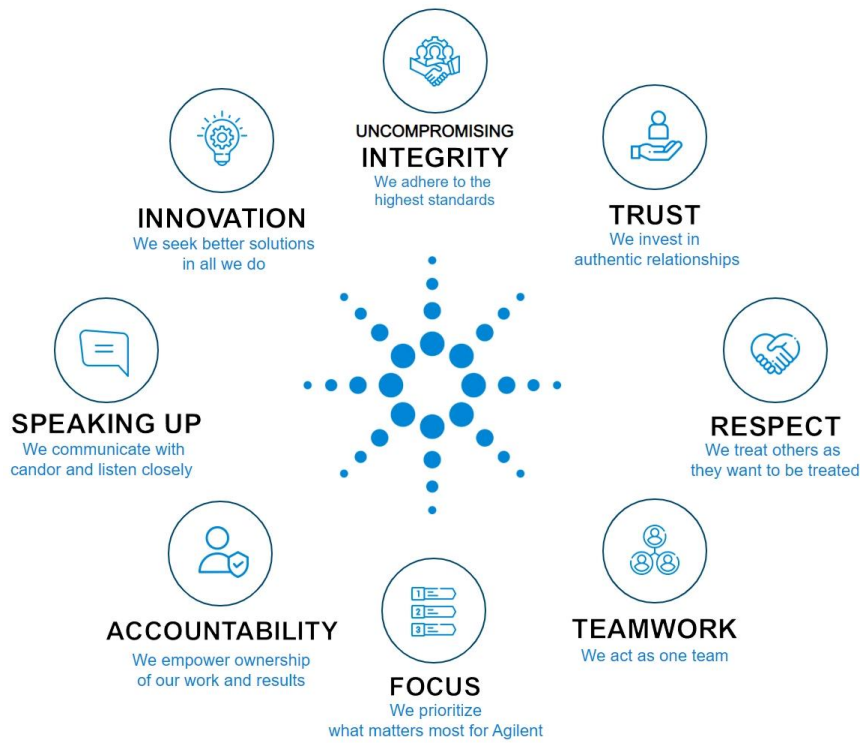 UNCOMPROMISING
INTEGRITY
We adhere to the
highest standards
TRUST
We invest in
authentic relationships
RESPECT
We treat others as
they want to be treated
TEAMWORK
We act as one team
1
2
3
FOCUS
We prioritize
what matters most for Agilent
ACCOUNTABILITY
We empower ownership
of our work and results
SPEAKING UP
We communicate with
candor and listen closely
INNOVATION
We seek better solutions
in all we do